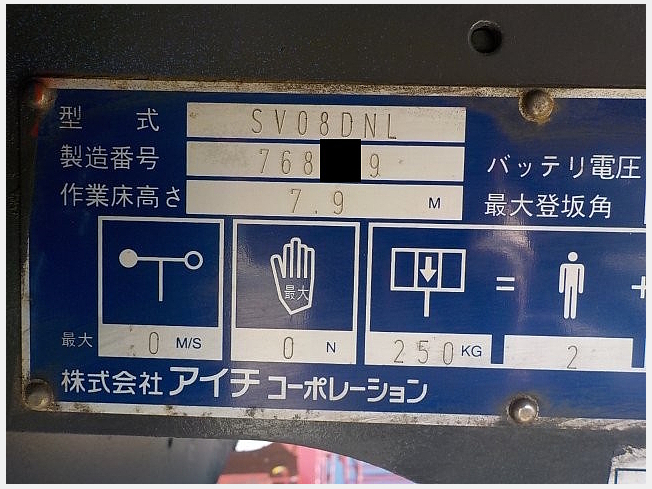 型 式 SV08DNL
製造番号 768 9
作業床高さ 7.9 M
バッテリ電圧
最大登坂角
最大
最大 0 M/S 0 N 250 KG = 2 +
株式会社 アイチ コーポレーション